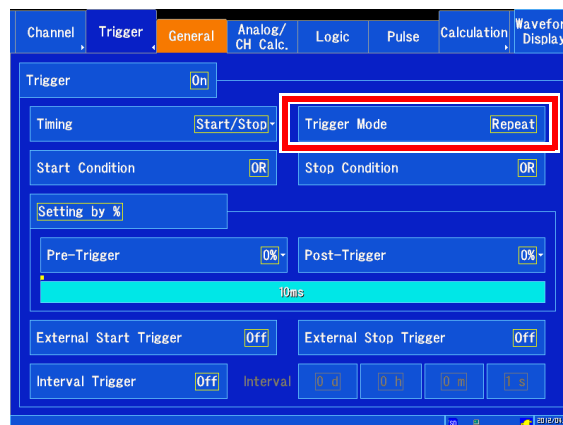 Channel Trigger General Analog/ CH Calc. Logic Pulse Calculation Wavefor Display
Trigger On
Timing Start/Stop Trigger Mode Repeat
Start Condition OR Stop Condition OR
Setting by %
Pre-Trigger 0% Post-Trigger 0%
10ms
External Start Trigger Off External Stop Trigger Off
Interval Trigger Off Interval 0 d 0 h 0 m 1 s
SD